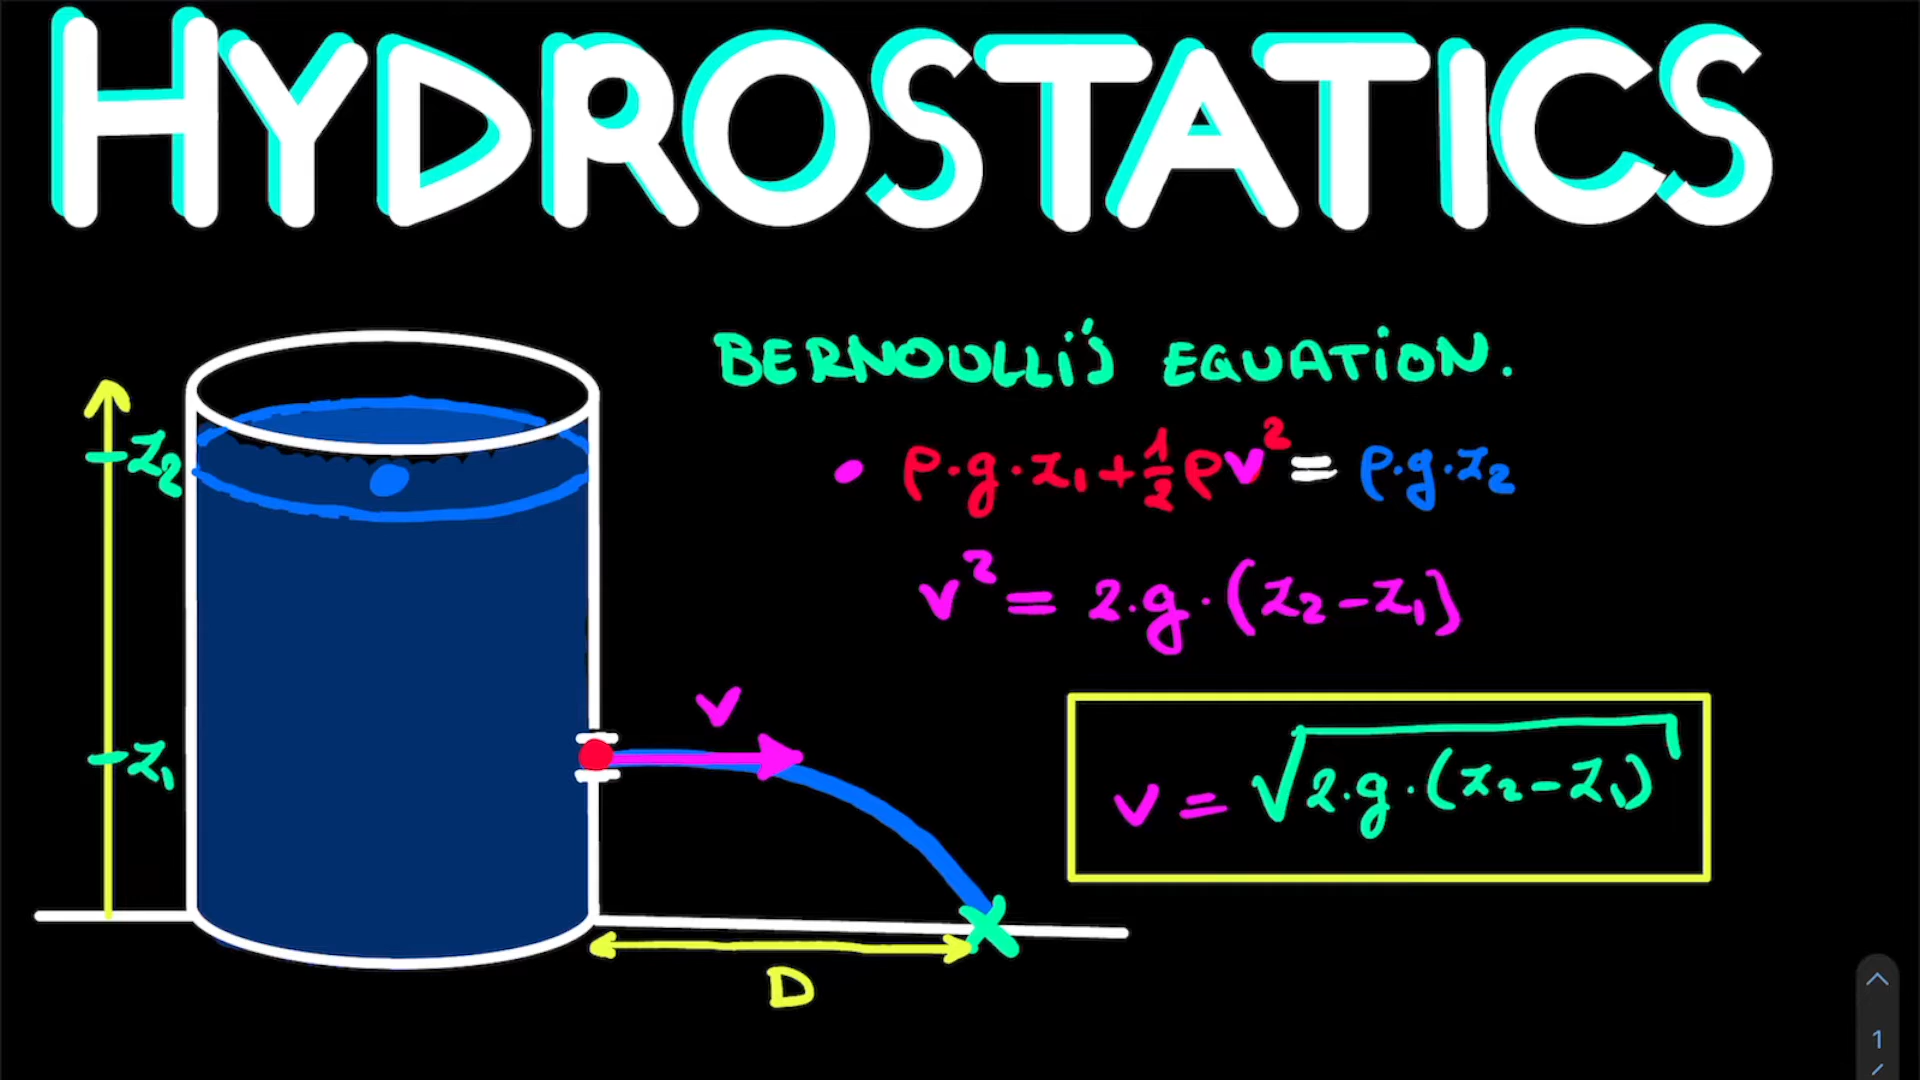 HYDROSTATICS
BERNOULLi'S EQUATiON.
• ρ·g·z₁+½ρv²=ρ·g·z₂
v²=2·g·(z₂-z₁)
z₂
v
z₁
v=√2·g·(z₂-z₁)
D
1